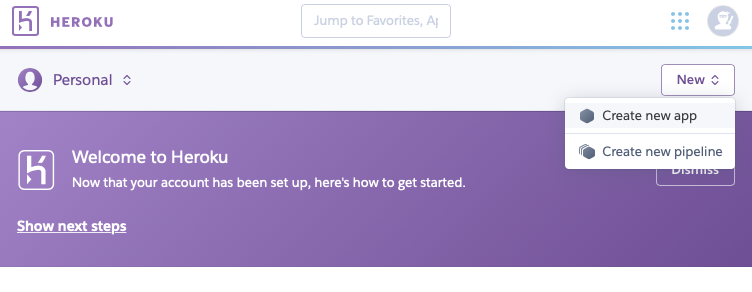 HEROKU
Jump to Favorites, Ap
Personal
New
Create new app
Create new pipeline
Welcome to Heroku
Now that your account has been set up, here's how to get started.
Dismiss
Show next steps